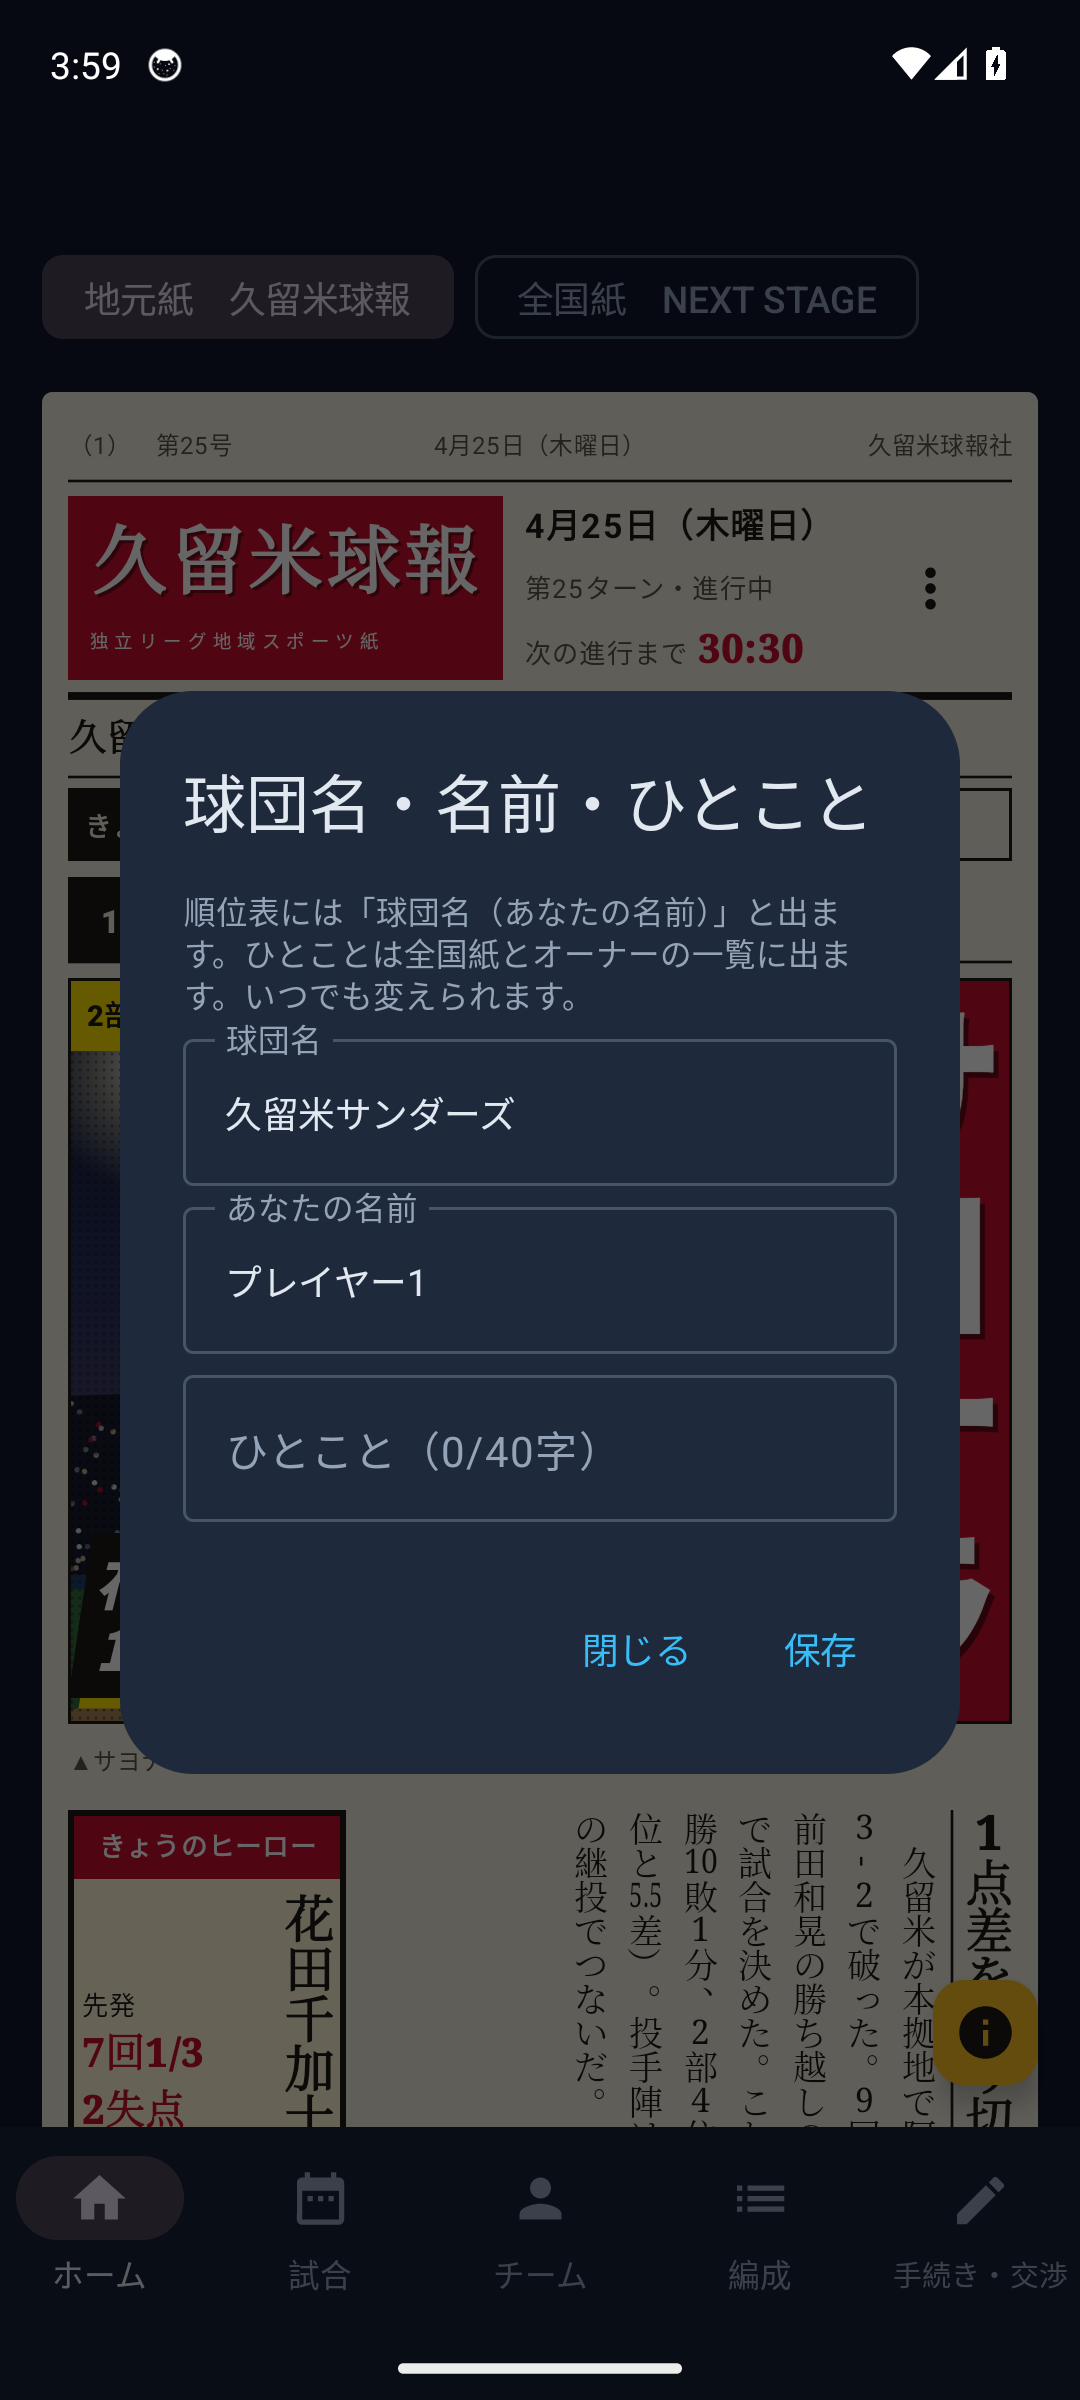 3:59
地元紙 久留米球報
全国紙 NEXT STAGE
(1) 第25号 4月25日(木曜日) 久留米球報社
久留米球報
独立リーグ地域スポーツ紙
4月25日(木曜日)
第25ターン・進行中
次の進行まで 30:30
球団名・名前・ひとこと
順位表には「球団名(あなたの名前)」と出ま
す。ひとことは全国紙とオーナーの一覧に出ま
す。いつでも変えられます。
球団名
久留米サンダーズ
あなたの名前
プレイヤー1
ひとこと(0/40字)
閉じる
保存
▲サヨナ
1点差を
久留米が本拠地で
3-2で破った。9
前田和晃の勝ち越し
で試合を決めた。こ
勝10敗1分、2部4
位と5.5差)。投手陣
の継投でつないだ。
きょうのヒーロー
花田千加
先発
7回1/3
2失点
ホーム
試合
チーム
編成
手続き・交渉